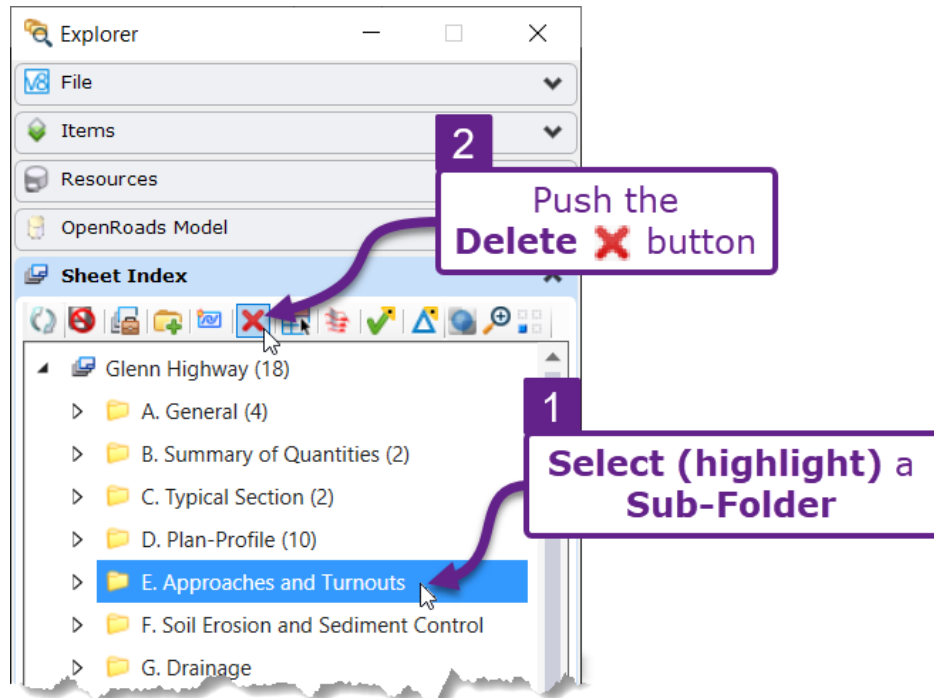 Explorer
V8 File
Items
2
Resources
Push the
Delete button
OpenRoads Model
Sheet Index
Glenn Highway (18)
A. General (4)
1
B. Summary of Quantities (2)
Select (highlight) a
Sub-Folder
C. Typical Section (2)
D. Plan-Profile (10)
E. Approaches and Turnouts
F. Soil Erosion and Sediment Control
G. Drainage